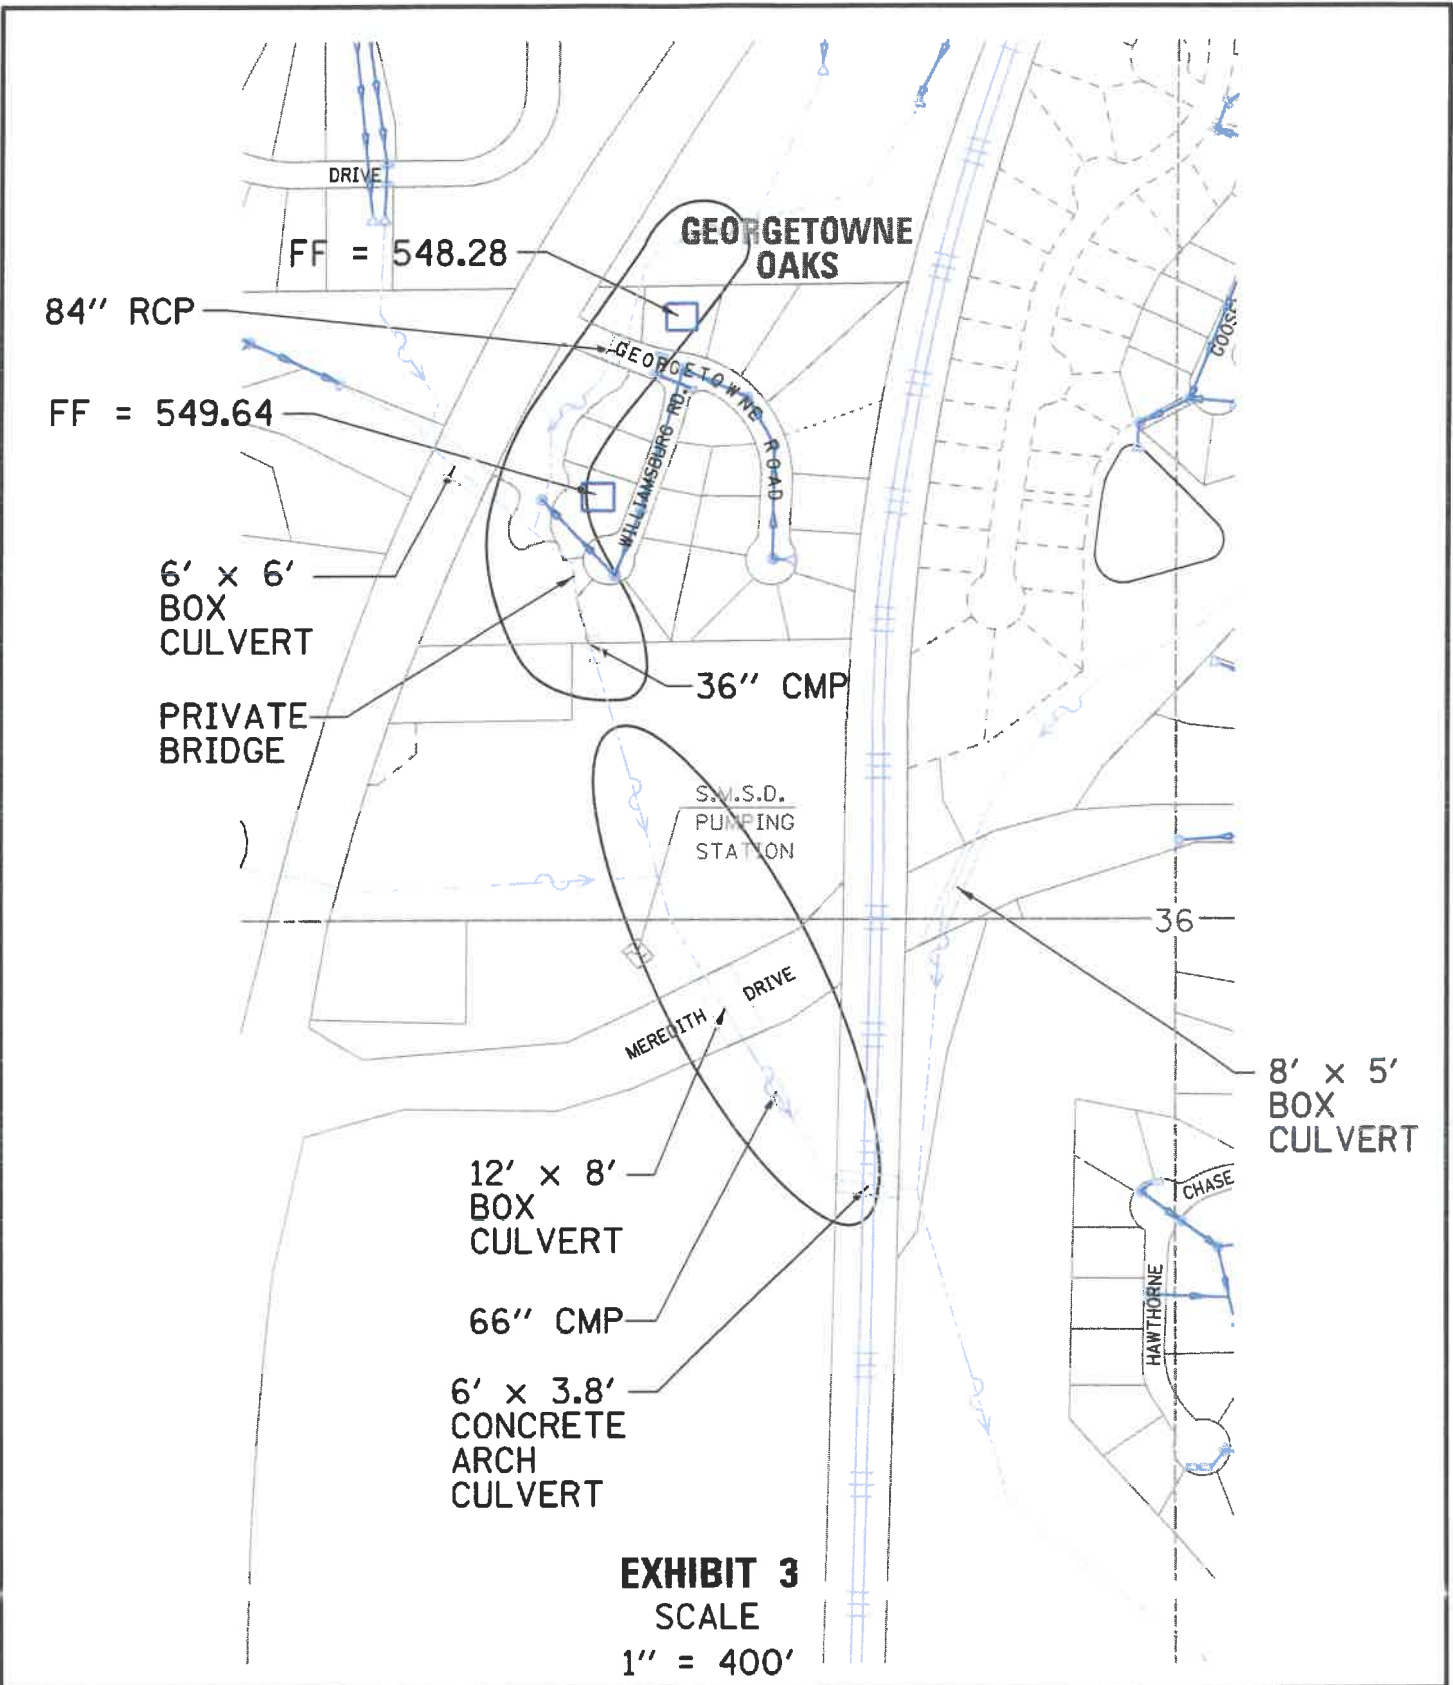 DRIVE
GEORGETOWNE
OAKS
FF = 548.28
84" RCP
GEORGETOWNE ROAD
WILLIAMSBURG RD.
FF = 549.64
6' x 6'
BOX
CULVERT
36" CMP
PRIVATE
BRIDGE
S.M.S.D.
PUMPING
STATION
36
MEREDITH DRIVE
8' x 5'
BOX
CULVERT
12' x 8'
BOX
CULVERT
CHASE
HAWTHORNE
66" CMP
6' x 3.8'
CONCRETE
ARCH
CULVERT
EXHIBIT 3
SCALE
1" = 400'